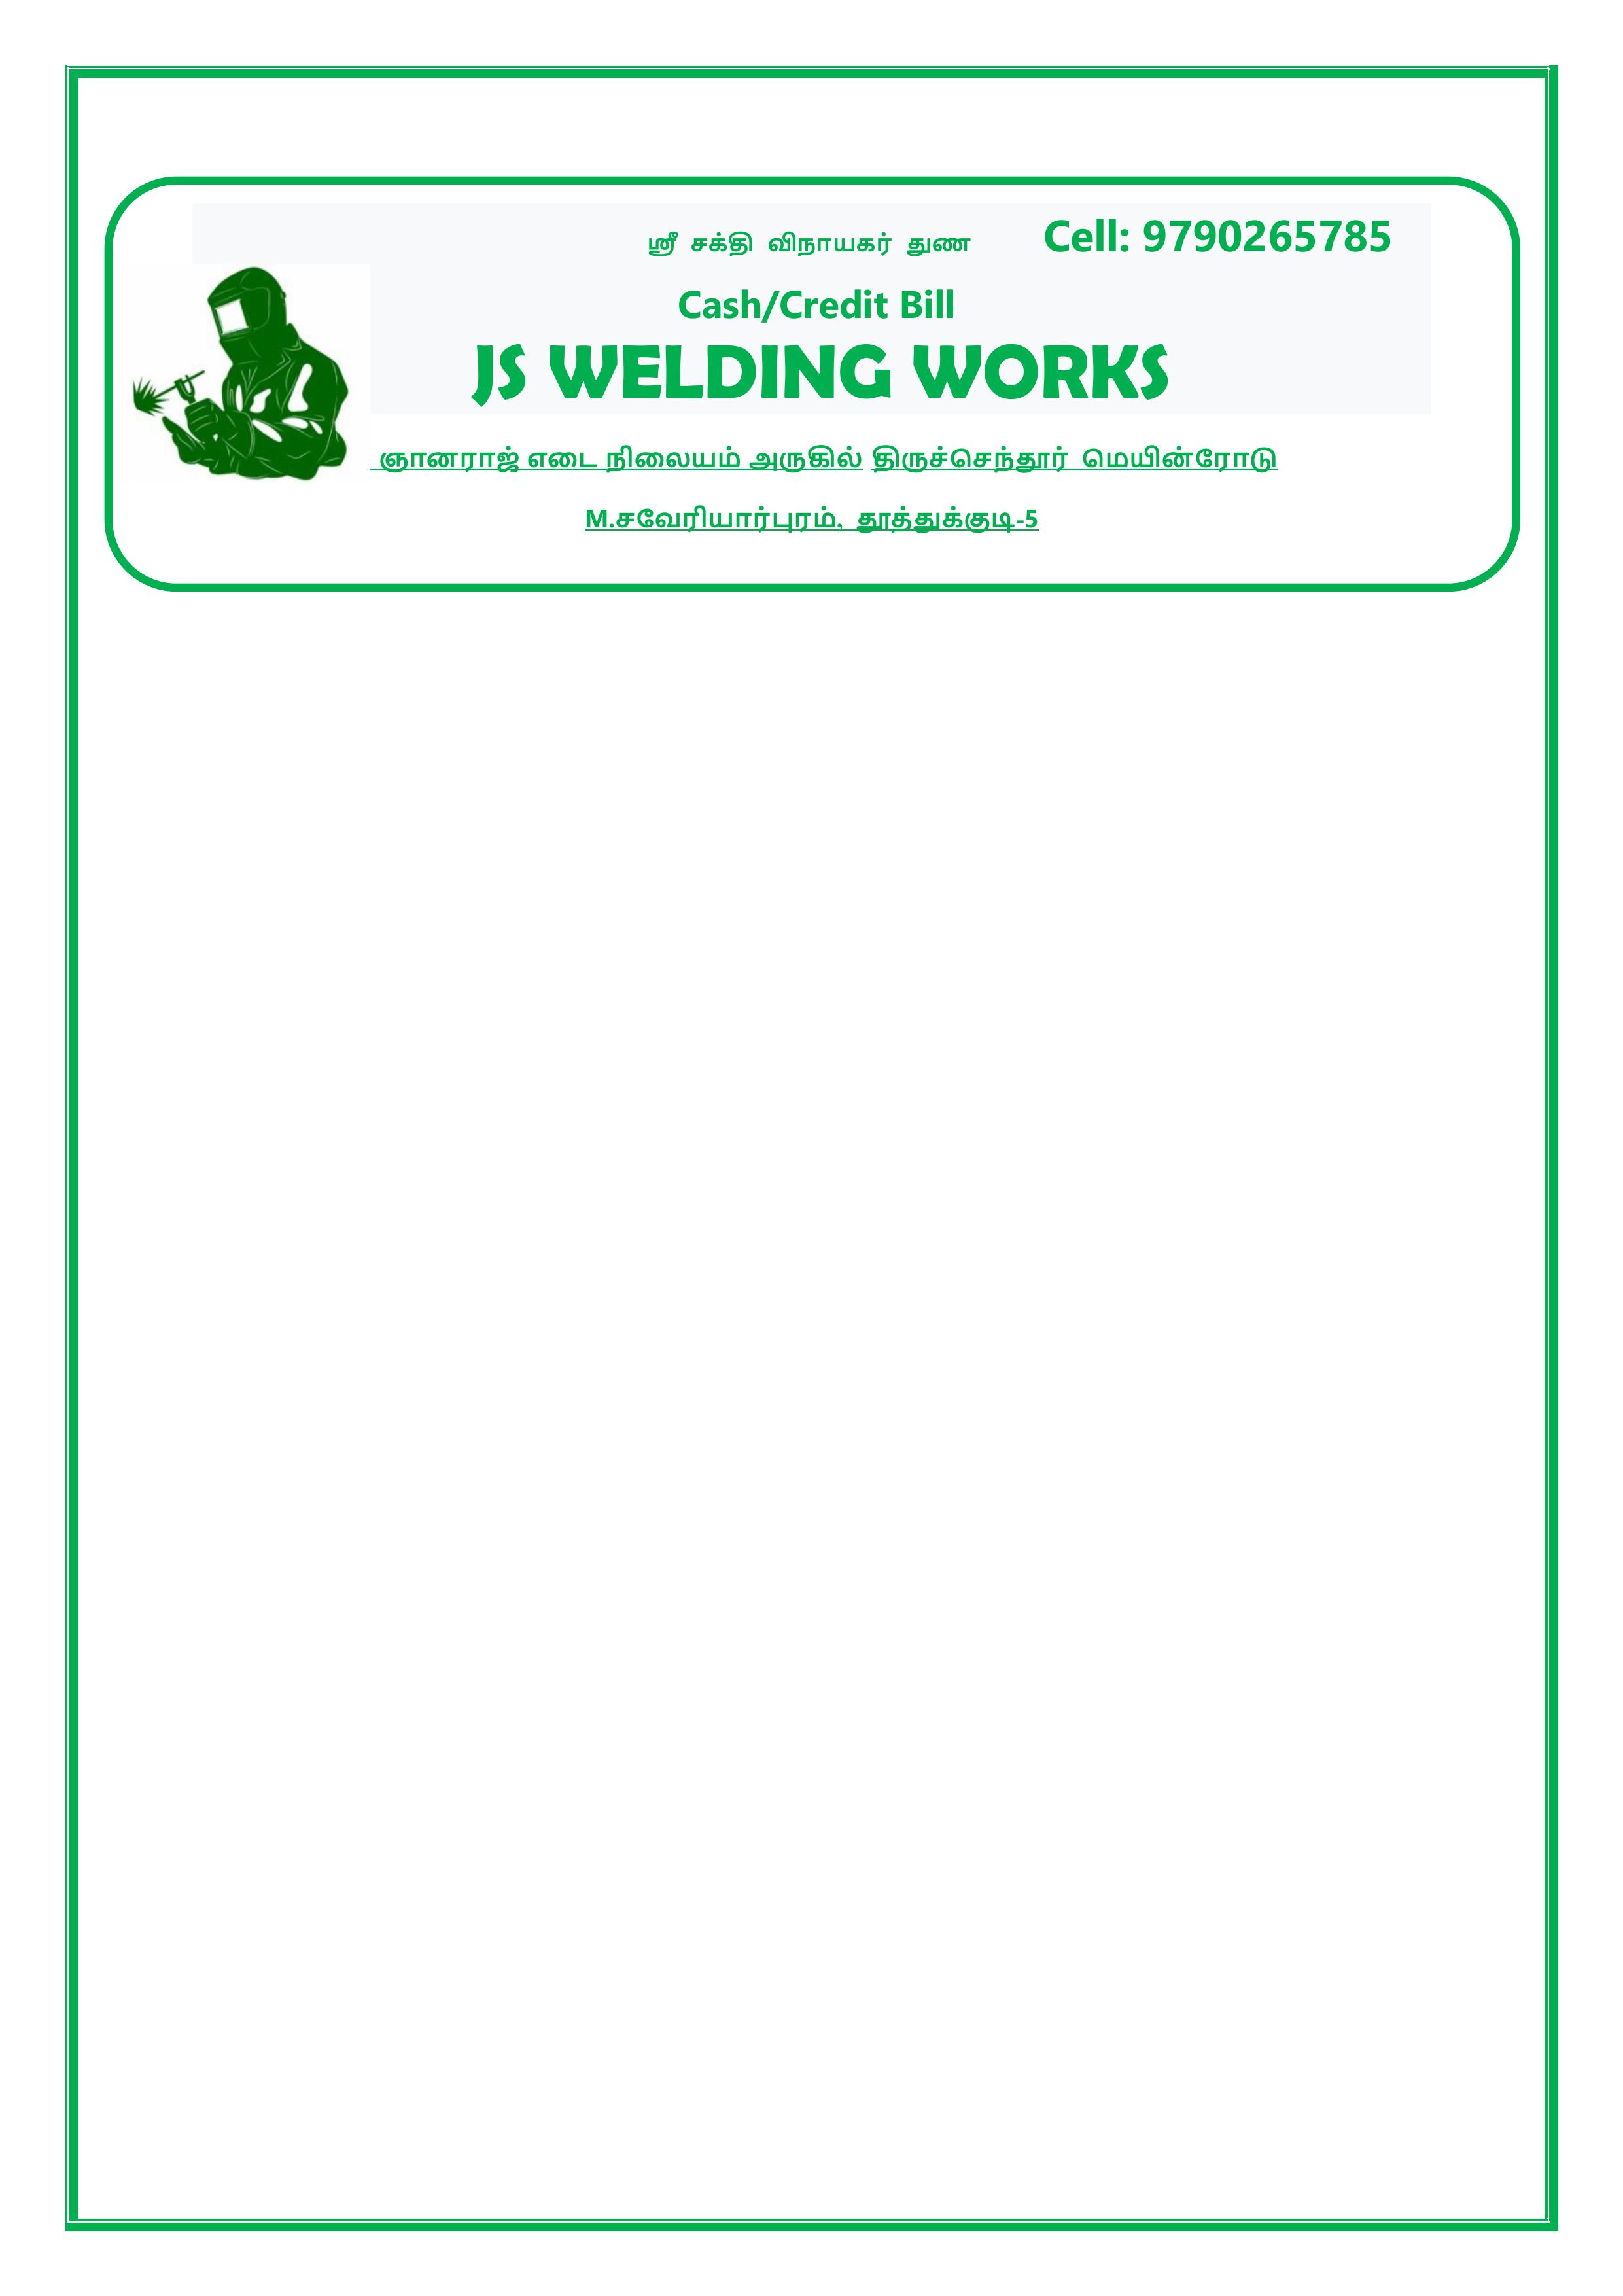 ஸ்ரீ சக்தி விநாயகர் துண Cell: 9790265785
Cash/Credit Bill
JS WELDING WORKS
ஞானராஜ் எடை நிலையம் அருகில் திருச்செந்தூர் மெயின்ரோடு
M.சவேரியார்புரம், தூத்துக்குடி-5